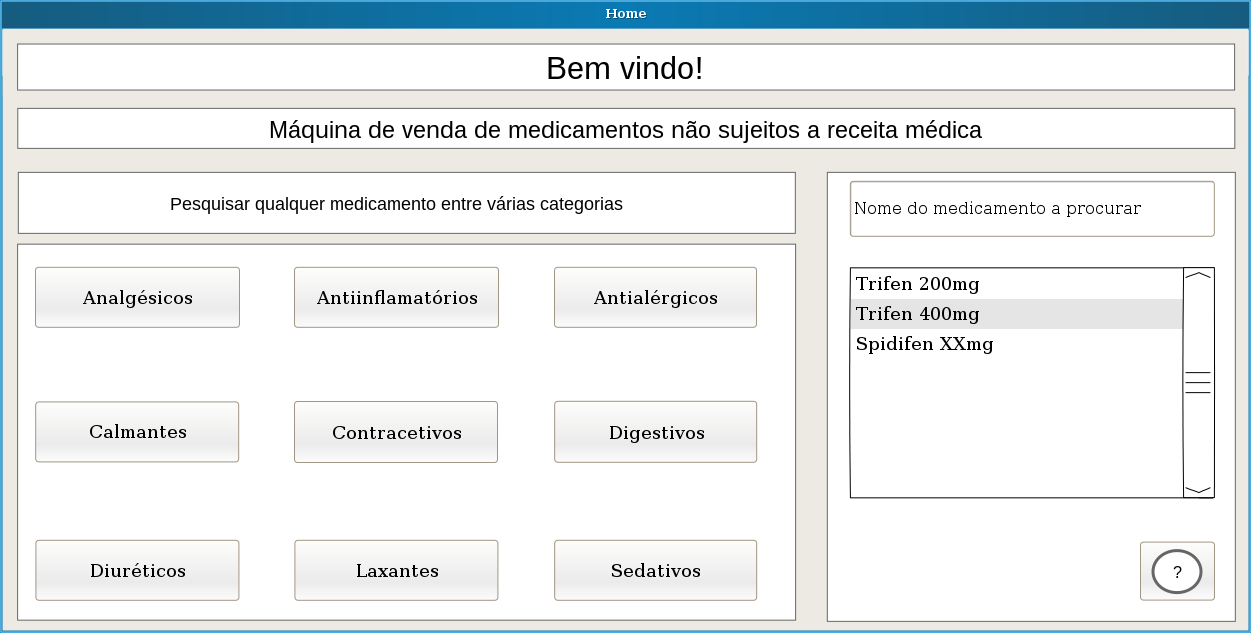 Home
Bem vindo!
Máquina de venda de medicamentos não sujeitos a receita médica
Pesquisar qualquer medicamento entre várias categorias
Analgésicos
Antiinflamatórios
Antialérgicos
Calmantes
Contracetivos
Digestivos
Diuréticos
Laxantes
Sedativos
Nome do medicamento a procurar
Trifen 200mg
Trifen 400mg
Spidifen XXmg
?